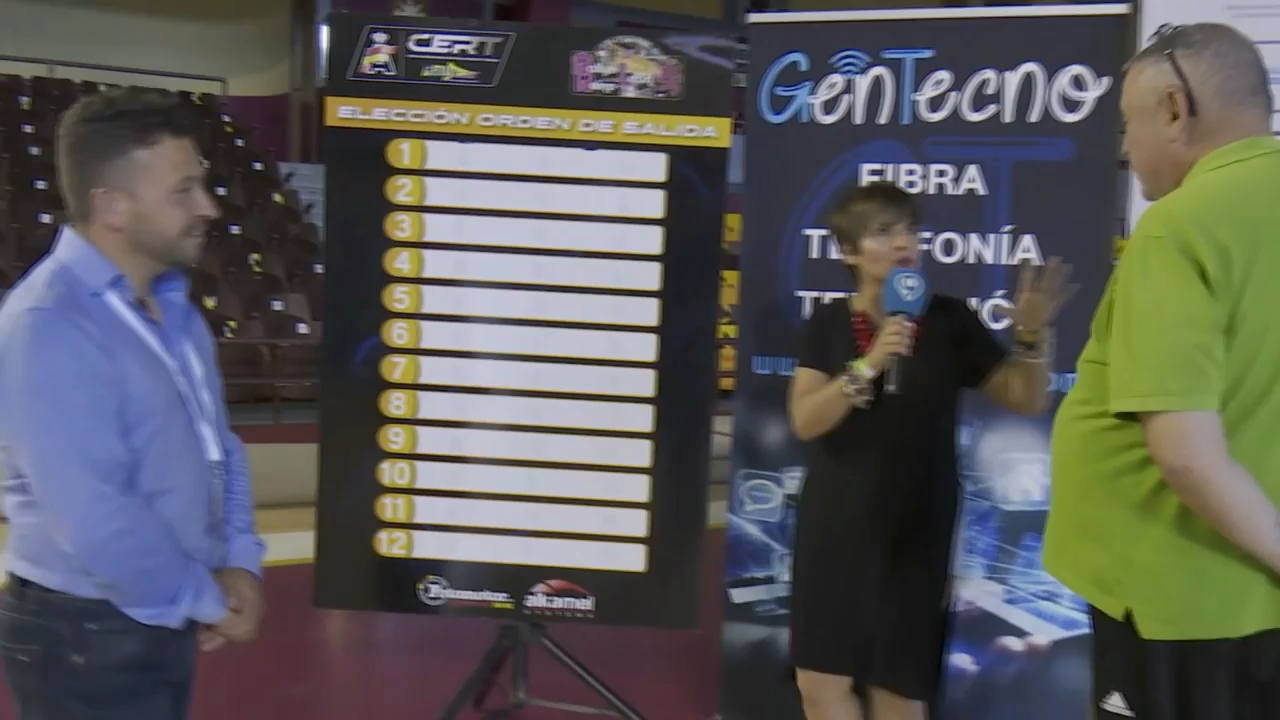 CERT
ELECCIÓN ORDEN DE SALIDA
1
2
3
4
5
6
7
8
9
10
11
12
alkamel
GenTecno
FIBRA